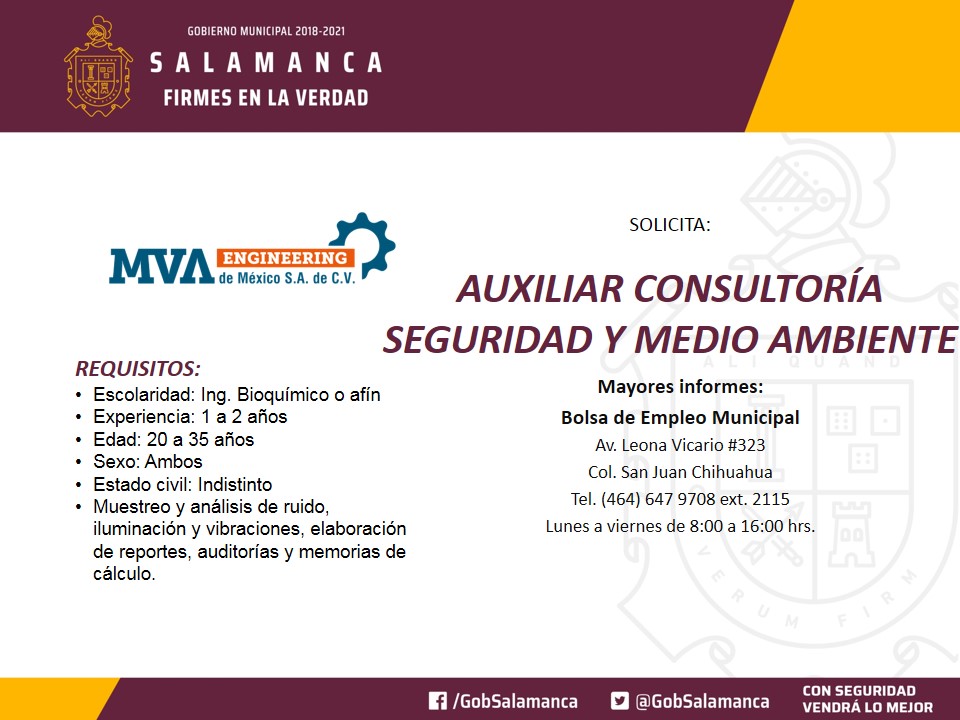 GOBIERNO MUNICIPAL 2018-2021
SALAMANCA
FIRMES EN LA VERDAD
MVA ENGINEERING
de México S.A. de C.V.
SOLICITA:
AUXILIAR CONSULTORÍA
SEGURIDAD Y MEDIO AMBIENTE
REQUISITOS:
• Escolaridad: Ing. Bioquímico o afín
• Experiencia: 1 a 2 años
• Edad: 20 a 35 años
• Sexo: Ambos
• Estado civil: Indistinto
• Muestreo y análisis de ruido,
iluminación y vibraciones, elaboración
de reportes, auditorías y memorias de
cálculo.
Mayores informes:
Bolsa de Empleo Municipal
Av. Leona Vicario #323
Col. San Juan Chihuahua
Tel. (464) 647 9708 ext. 2115
Lunes a viernes de 8:00 a 16:00 hrs.
ALI QUAND
VERUM FIRM
/GobSalamanca
@GobSalamanca
CON SEGURIDAD
VENDRÁ LO MEJOR